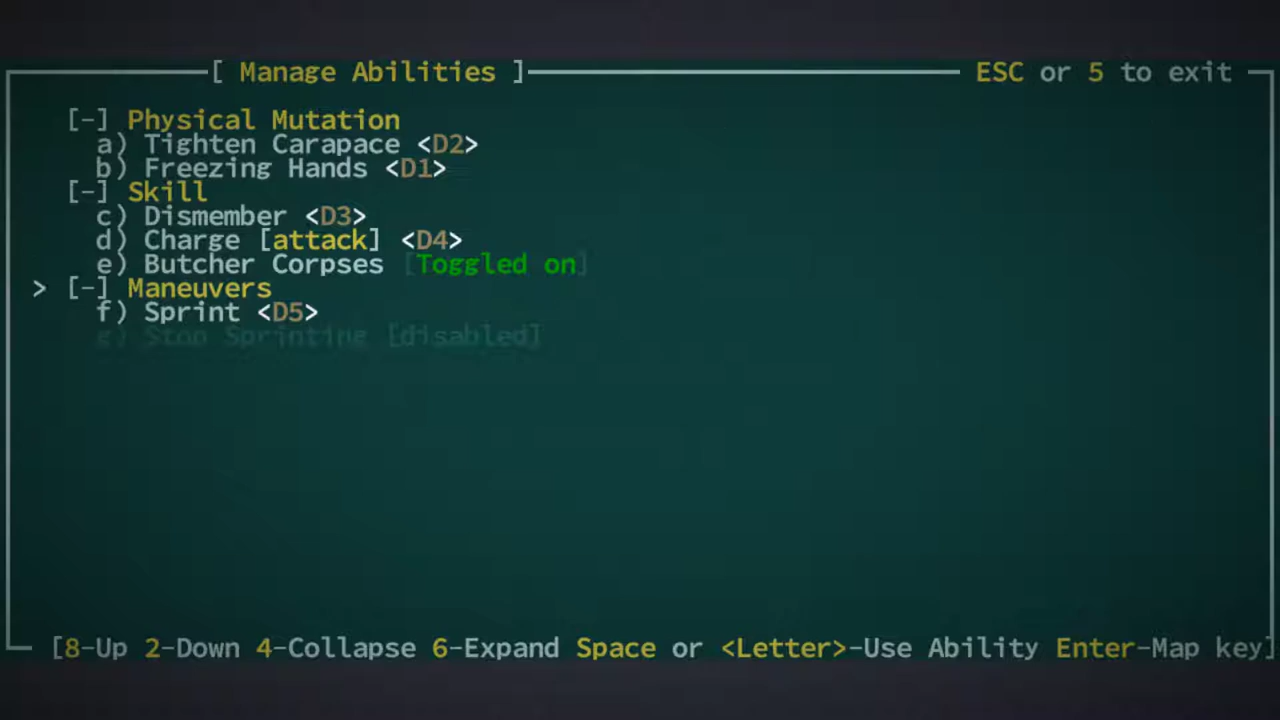 [ Manage Abilities ] ESC or 5 to exit
[-] Physical Mutation
a) Tighten Carapace <D2>
b) Freezing Hands <D1>
[-] Skill
c) Dismember <D3>
d) Charge [attack] <D4>
e) Butcher Corpses [Toggled on]
> [-] Maneuvers
f) Sprint <D5>
g) Stop Sprinting [disabled]
[8-Up 2-Down 4-Collapse 6-Expand Space or <Letter>-Use Ability Enter-Map key]